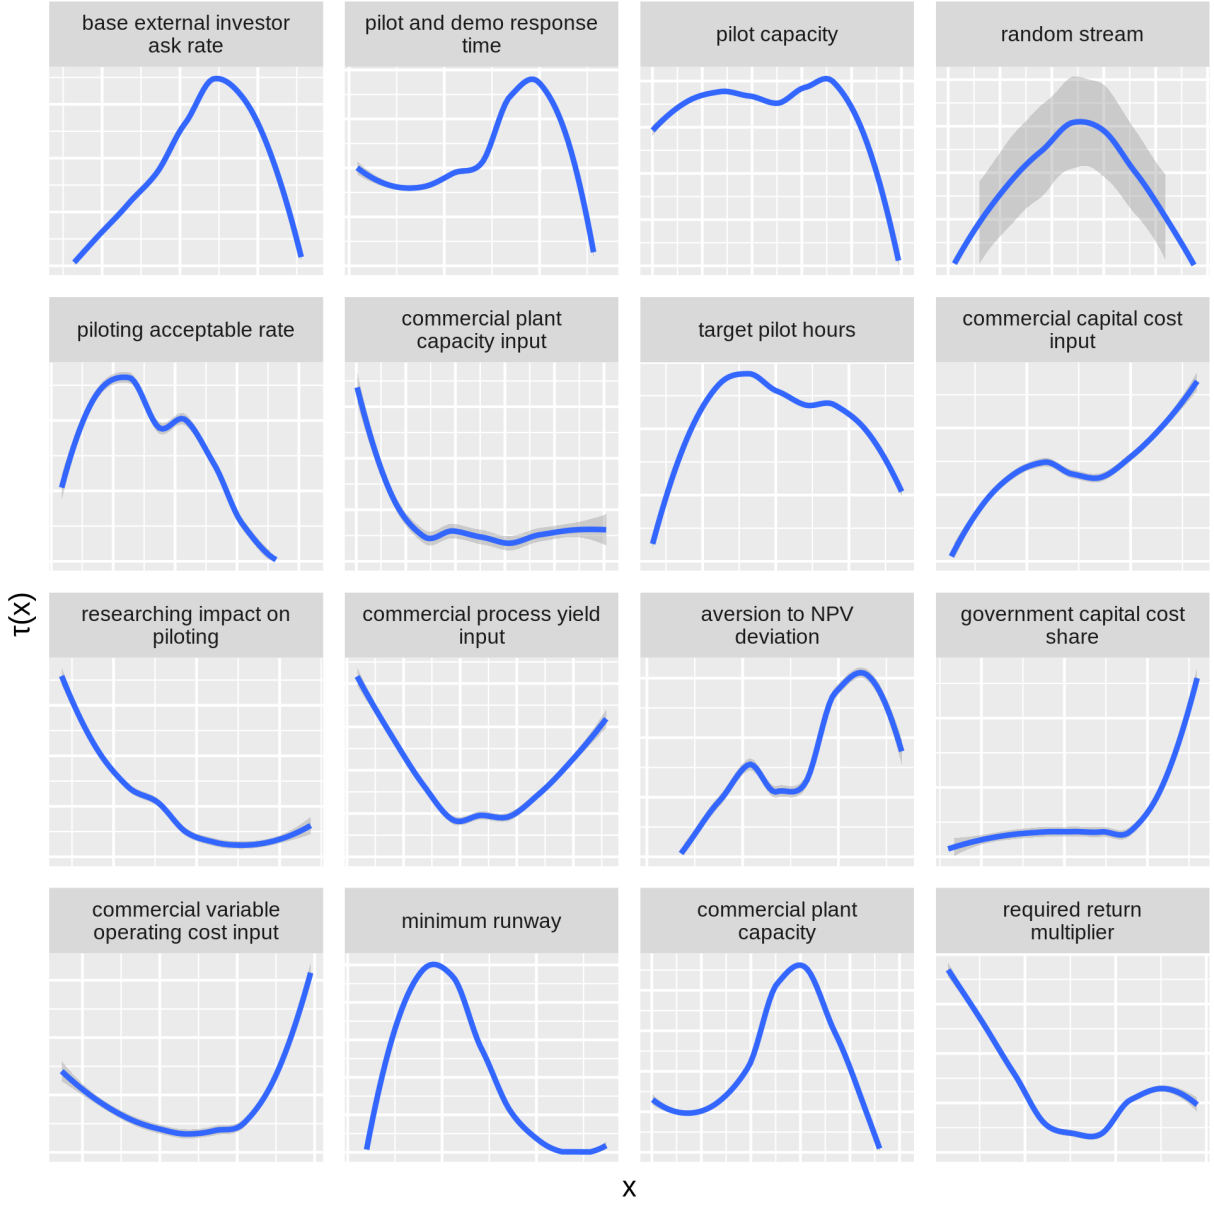 base external investor
ask rate
pilot and demo response
time
pilot capacity
random stream
piloting acceptable rate
commercial plant
capacity input
target pilot hours
commercial capital cost
input
researching impact on
piloting
commercial process yield
input
aversion to NPV
deviation
government capital cost
share
commercial variable
operating cost input
minimum runway
commercial plant
capacity
required return
multiplier
τ(x)
x